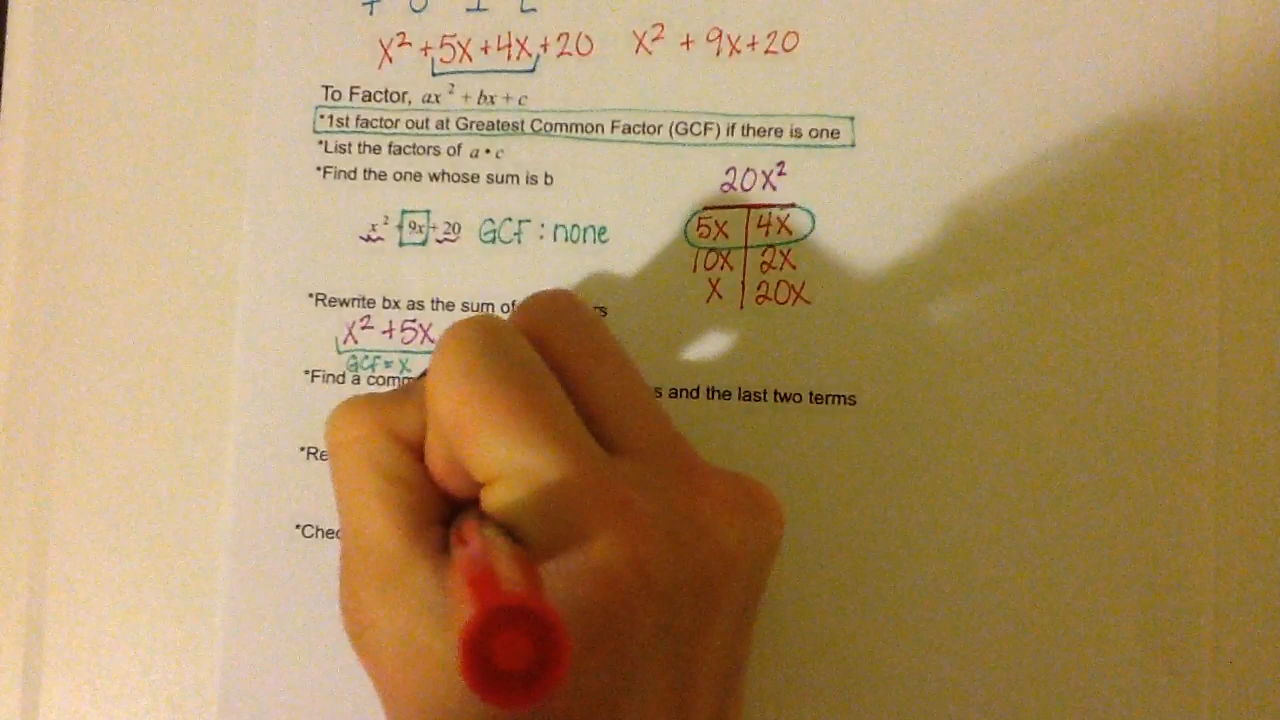 x² + 5x + 4x + 20 x² + 9x + 20
To Factor, ax² + bx + c
*1st factor out at Greatest Common Factor (GCF) if there is one
*List the factors of a • c
*Find the one whose sum is b
20x²
x² + 9x + 20 GCF : none
5x | 4x
10x | 2x
x | 20x
*Rewrite bx as the sum of
x² + 5x
GCF = x
*Find a s and the last two terms